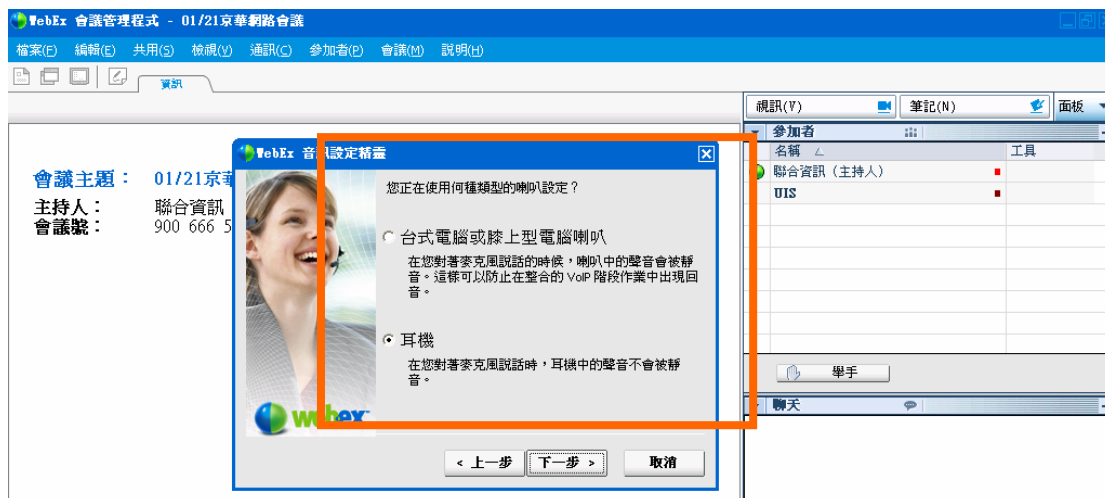 WebEx 會議管理程式 - 01/21京華網路會議
檔案(F) 編輯(E) 共用(S) 檢視(V) 通訊(C) 參加者(P) 會議(M) 說明(H)
資訊
視訊(V) 筆記(N) 面板
參加者
名稱 工具
聯合資訊（主持人）
UIS
會議主題： 01/21京華
主持人： 聯合資訊
會議號： 900 666 5
WebEx 音訊設定精靈
您正在使用何種類型的喇叭設定？
台式電腦或膝上型電腦喇叭
在您對著麥克風說話的時候，喇叭中的聲音會被靜
音。這樣可以防止在整合的 VoIP 階段作業中出現回
音。
耳機
在您對著麥克風說話時，耳機中的聲音不會被靜
音。
webex
< 上一步 下一步 > 取消
舉手
聊天